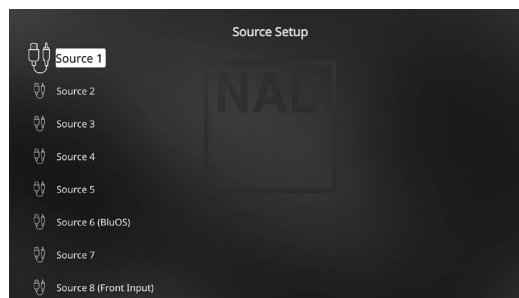 Source Setup
Source 1
NAD
Source 2
Source 3
Source 4
Source 5
Source 6 (BluOS)
Source 7
Source 8 (Front Input)